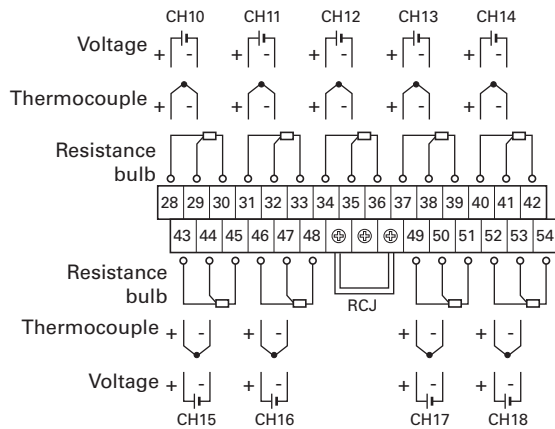 CH10 CH11 CH12 CH13 CH14
Voltage + - + - + - + - + -
Thermocouple + - + - + - + - + -
Resistance
bulb
28 29 30 31 32 33 34 35 36 37 38 39 40 41 42
43 44 45 46 47 48 49 50 51 52 53 54
Resistance
bulb
RCJ
Thermocouple + - + - + - + -
Voltage + - + - + - + -
CH15 CH16 CH17 CH18